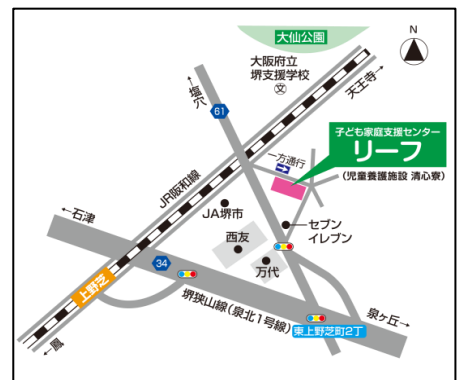 大仙公園
N
大阪府立
堺支援学校
文
←塩穴
天王寺→
61
子ども家庭支援センター
リーフ
(児童養護施設 清心寮)
一方通行
JR阪和線
JA堺市
セブン
イレブン
←石津
西友
万代
34
上野芝
堺狭山線(泉北1号線)
泉ヶ丘→
東上野芝町2丁
←鳳